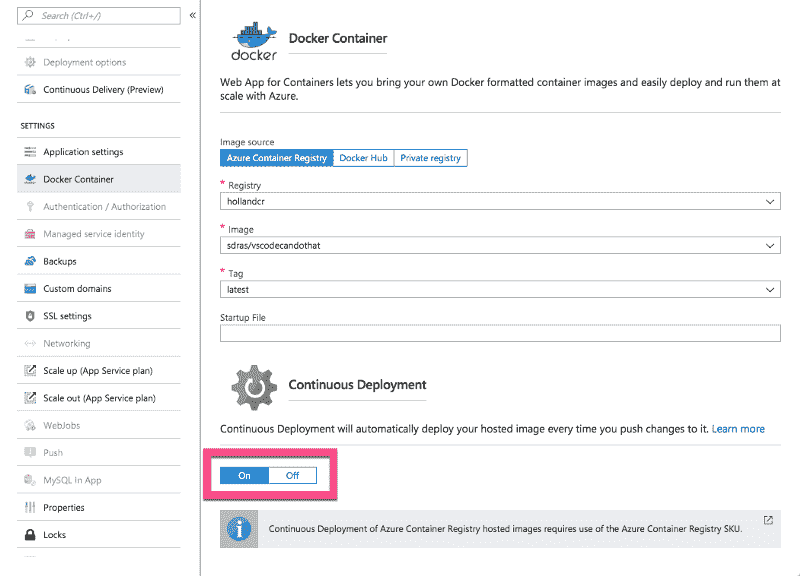 Search (Ctrl+/)
«
Deployment options
Continuous Delivery (Preview)
SETTINGS
Application settings
Docker Container
Authentication / Authorization
Managed service identity
Backups
Custom domains
SSL settings
Networking
Scale up (App Service plan)
Scale out (App Service plan)
WebJobs
Push
MySQL In App
Properties
Locks
docker
Docker Container
Web App for Containers lets you bring your own Docker formatted container images and easily deploy and run them at
scale with Azure.
Image source
Azure Container Registry Docker Hub Private registry
* Registry
hollandcr
* Image
sdras/vscodecandothat
* Tag
latest
Startup File
Continuous Deployment
Continuous Deployment will automatically deploy your hosted image every time you push changes to it. Learn more
On Off
Continuous Deployment of Azure Container Registry hosted images requires use of the Azure Container Registry SKU.